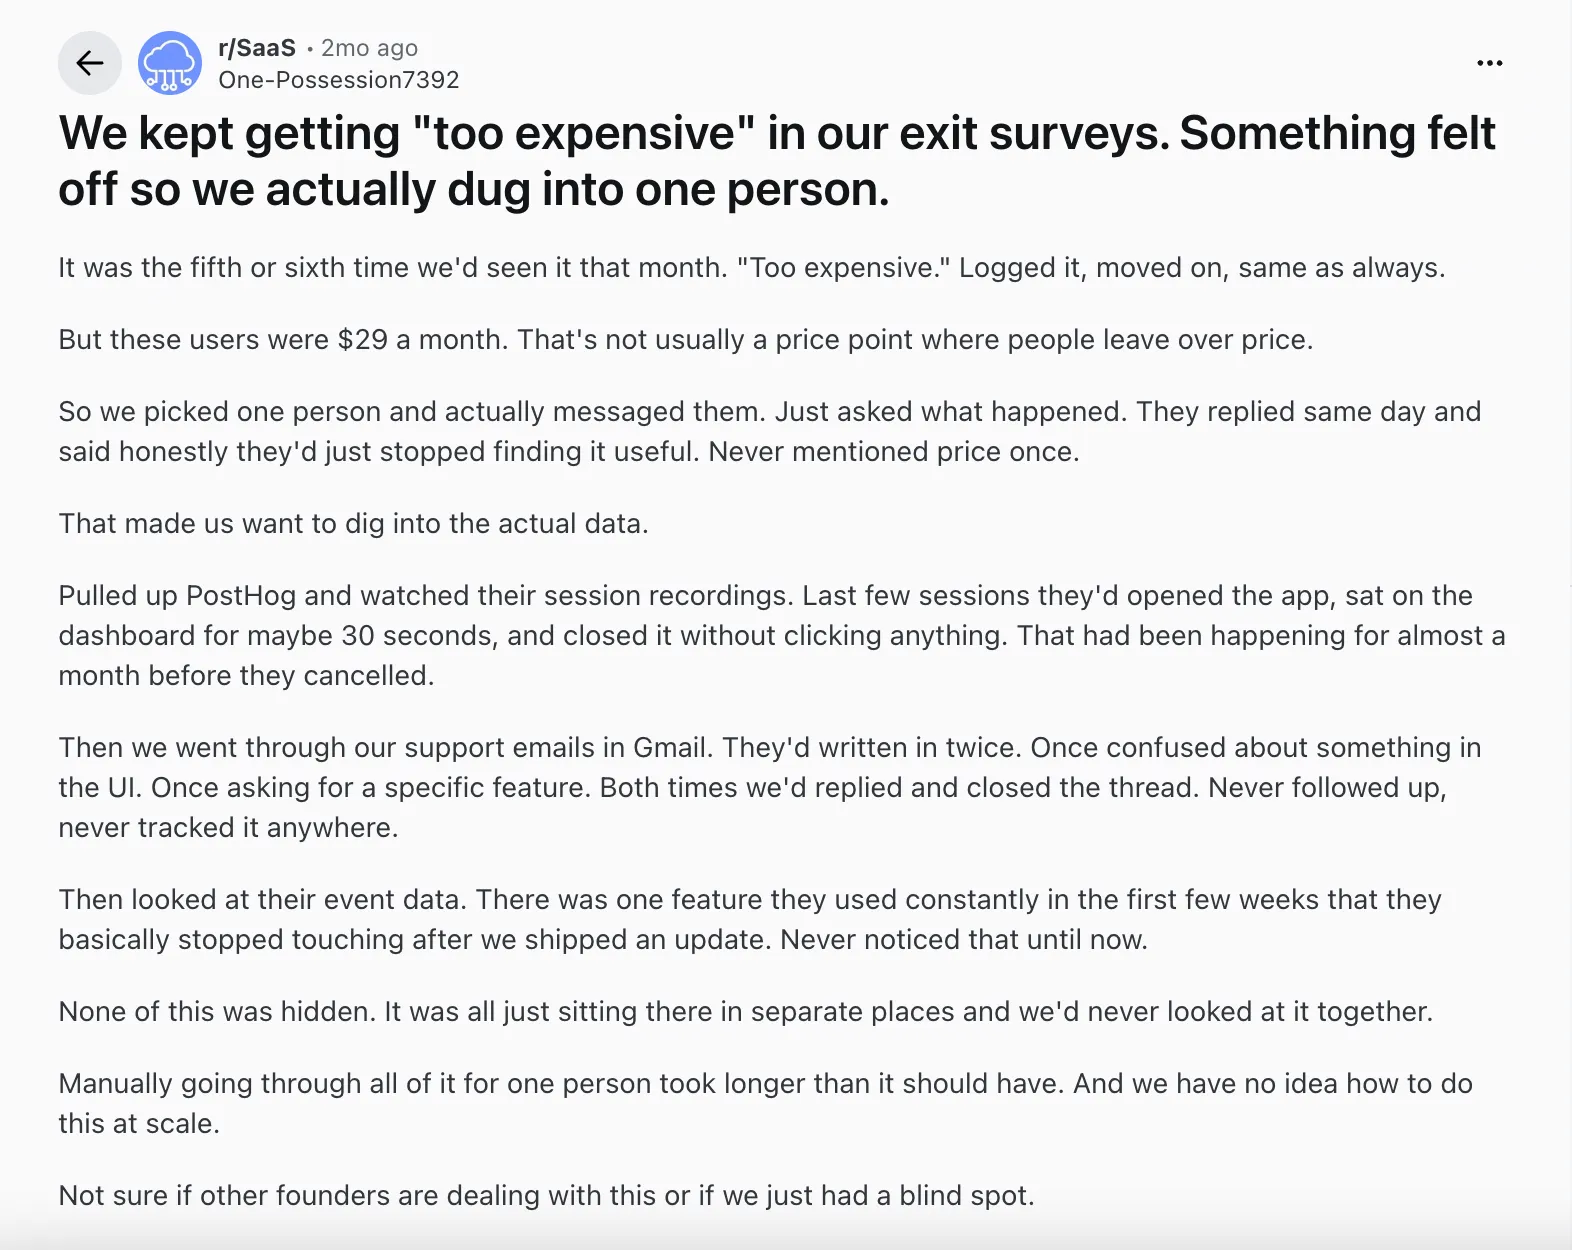 r/SaaS • 2mo ago
One-Possession7392
We kept getting "too expensive" in our exit surveys. Something felt
off so we actually dug into one person.
It was the fifth or sixth time we'd seen it that month. "Too expensive." Logged it, moved on, same as always.
But these users were $29 a month. That's not usually a price point where people leave over price.
So we picked one person and actually messaged them. Just asked what happened. They replied same day and
said honestly they'd just stopped finding it useful. Never mentioned price once.
That made us want to dig into the actual data.
Pulled up PostHog and watched their session recordings. Last few sessions they'd opened the app, sat on the
dashboard for maybe 30 seconds, and closed it without clicking anything. That had been happening for almost a
month before they cancelled.
Then we went through our support emails in Gmail. They'd written in twice. Once confused about something in
the UI. Once asking for a specific feature. Both times we'd replied and closed the thread. Never followed up,
never tracked it anywhere.
Then looked at their event data. There was one feature they used constantly in the first few weeks that they
basically stopped touching after we shipped an update. Never noticed that until now.
None of this was hidden. It was all just sitting there in separate places and we'd never looked at it together.
Manually going through all of it for one person took longer than it should have. And we have no idea how to do
this at scale.
Not sure if other founders are dealing with this or if we just had a blind spot.